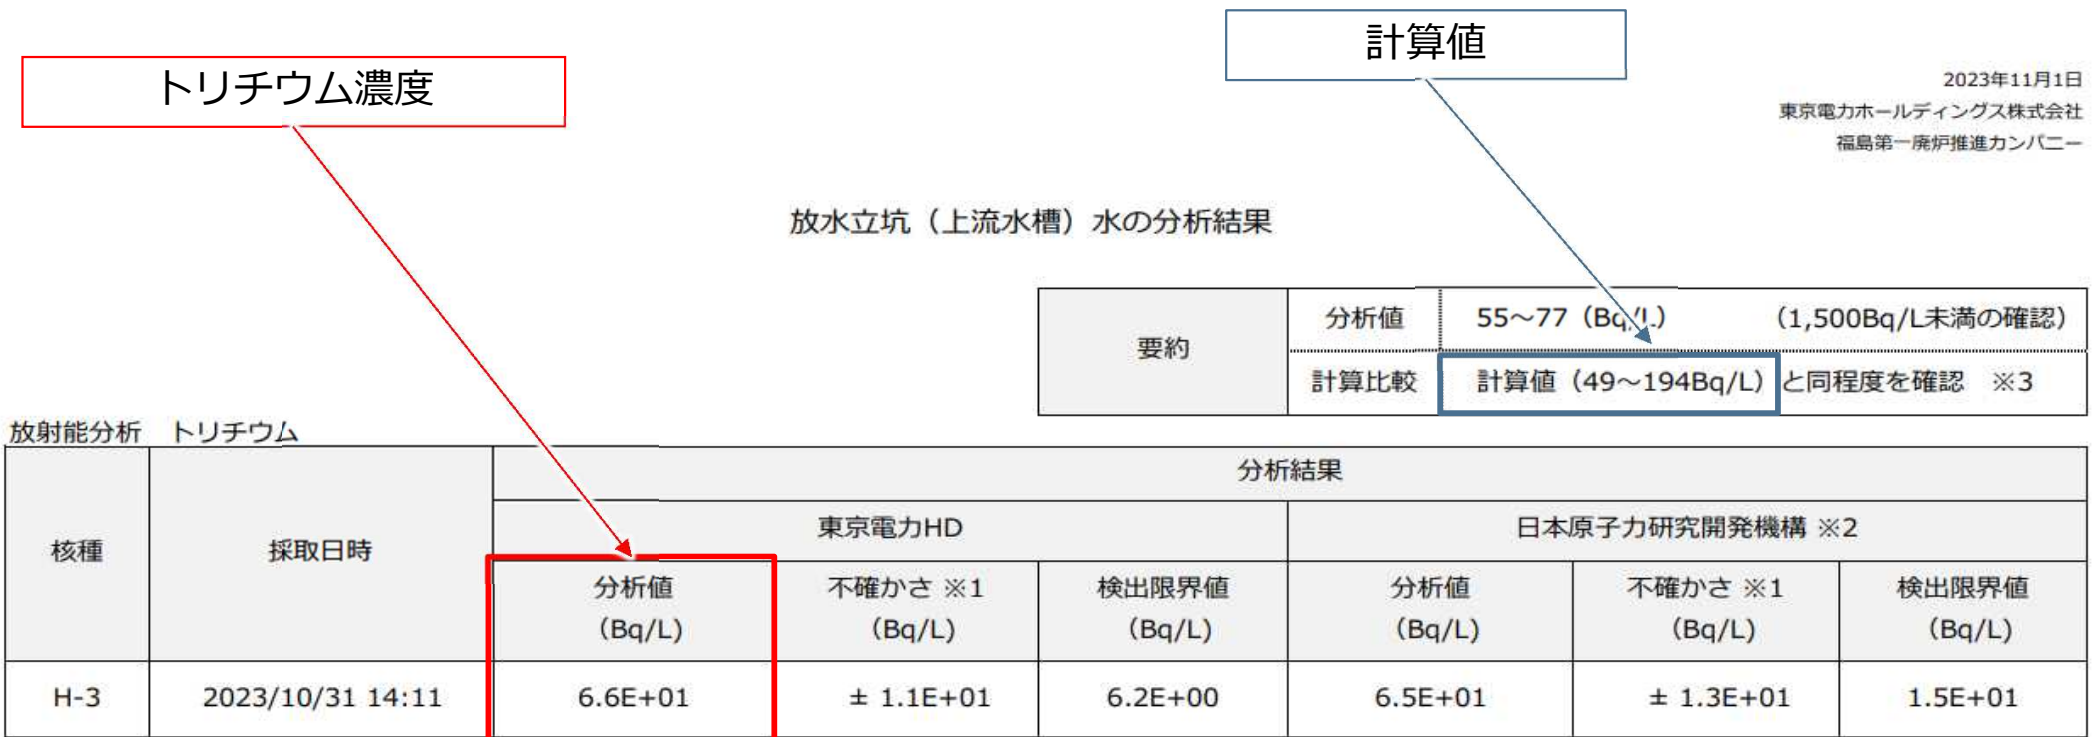 計算値
トリチウム濃度
2023年11月1日
東京電力ホールディングス株式会社
福島第一廃炉推進カンパニー
放水立坑（上流水槽）水の分析結果
要約
分析値 55～77（Bq/L） （1,500Bq/L未満の確認）
計算比較 計算値（49～194Bq/L）と同程度を確認 ※3
放射能分析 トリチウム
核種 採取日時 分析結果
東京電力HD 日本原子力研究開発機構 ※2
分析値 不確かさ ※1 検出限界値 分析値 不確かさ ※1 検出限界値
（Bq/L） （Bq/L） （Bq/L） （Bq/L） （Bq/L） （Bq/L）
H-3 2023/10/31 14:11 6.6E+01 ± 1.1E+01 6.2E+00 6.5E+01 ± 1.3E+01 1.5E+01